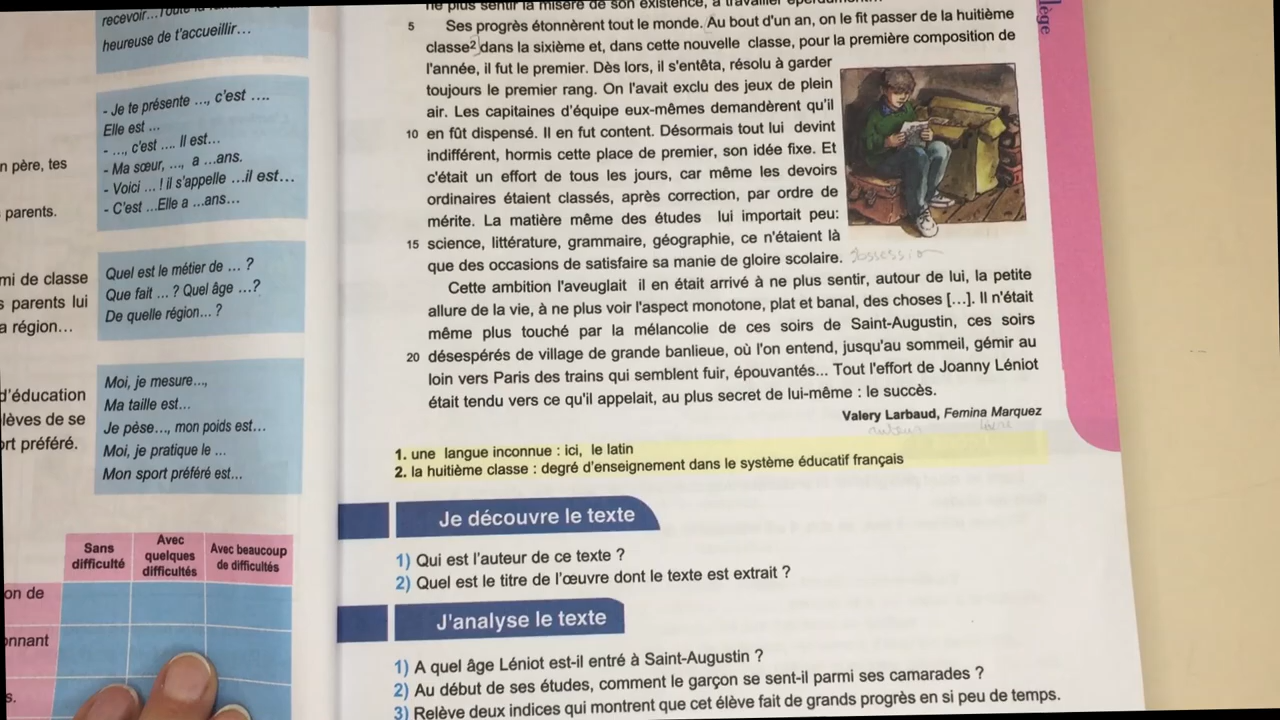 recevoir…Toute la
heureuse de t'accueillir…
- Je te présente …, c'est ….
Elle est …
- …, c'est …. Il est…
- Ma sœur, …, a …ans.
- Voici … ! il s'appelle …il est…
- C'est …Elle a …ans…
n père, tes
parents.
Quel est le métier de … ?
Que fait … ? Quel âge …?
De quelle région… ?
mi de classe
s parents lui
a région…
Moi, je mesure…,
Ma taille est…
Je pèse…, mon poids est…
Moi, je pratique le …
Mon sport préféré est…
d'éducation
lèves de se
ort préféré.
Sans difficulté
Avec quelques difficultés
Avec beaucoup de difficultés
on de
onnant
s.
ne plus sentir la misère de son existence, à travailler
5 Ses progrès étonnèrent tout le monde. Au bout d'un an, on le fit passer de la huitième
classe2 dans la sixième et, dans cette nouvelle classe, pour la première composition de
l'année, il fut le premier. Dès lors, il s'entêta, résolu à garder
toujours le premier rang. On l'avait exclu des jeux de plein
air. Les capitaines d'équipe eux-mêmes demandèrent qu'il
10 en fût dispensé. Il en fut content. Désormais tout lui devint
indifférent, hormis cette place de premier, son idée fixe. Et
c'était un effort de tous les jours, car même les devoirs
ordinaires étaient classés, après correction, par ordre de
mérite. La matière même des études lui importait peu:
15 science, littérature, grammaire, géographie, ce n'étaient là
que des occasions de satisfaire sa manie de gloire scolaire. obsession
Cette ambition l'aveuglait il en était arrivé à ne plus sentir, autour de lui, la petite
allure de la vie, à ne plus voir l'aspect monotone, plat et banal, des choses […]. Il n'était
même plus touché par la mélancolie de ces soirs de Saint-Augustin, ces soirs
20 désespérés de village de grande banlieue, où l'on entend, jusqu'au sommeil, gémir au
loin vers Paris des trains qui semblent fuir, épouvantés… Tout l'effort de Joanny Léniot
était tendu vers ce qu'il appelait, au plus secret de lui-même : le succès.
Valery Larbaud, Femina Marquez
auteur livre
1. une langue inconnue : ici, le latin
2. la huitième classe : degré d'enseignement dans le système éducatif français
Je découvre le texte
1) Qui est l'auteur de ce texte ?
2) Quel est le titre de l'œuvre dont le texte est extrait ?
J'analyse le texte
1) A quel âge Léniot est-il entré à Saint-Augustin ?
2) Au début de ses études, comment le garçon se sent-il parmi ses camarades ?
3) Relève deux indices qui montrent que cet élève fait de grands progrès en si peu de temps.
lège